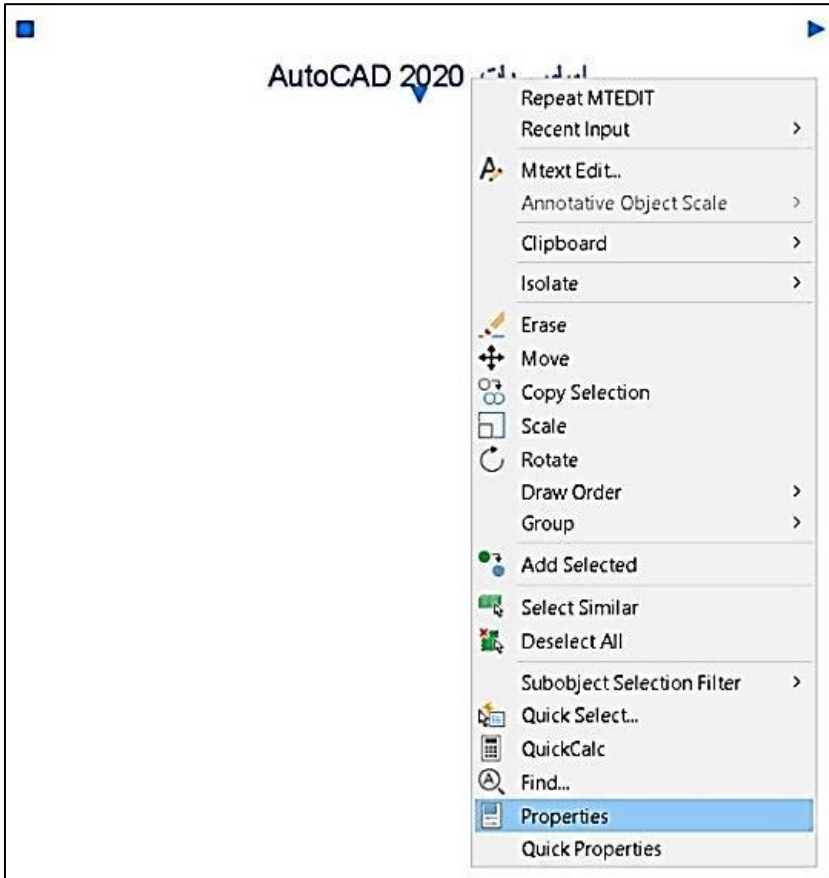 AutoCAD 2020
Repeat MTEDIT
Recent Input
Mtext Edit...
Annotative Object Scale
Clipboard
Isolate
Erase
Move
Copy Selection
Scale
Rotate
Draw Order
Group
Add Selected
Select Similar
Deselect All
Subobject Selection Filter
Quick Select...
QuickCalc
Find...
Properties
Quick Properties